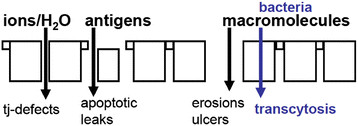 bacteria
ions/H₂O antigens macromolecules
tj-defects apoptotic leaks erosions ulcers transcytosis